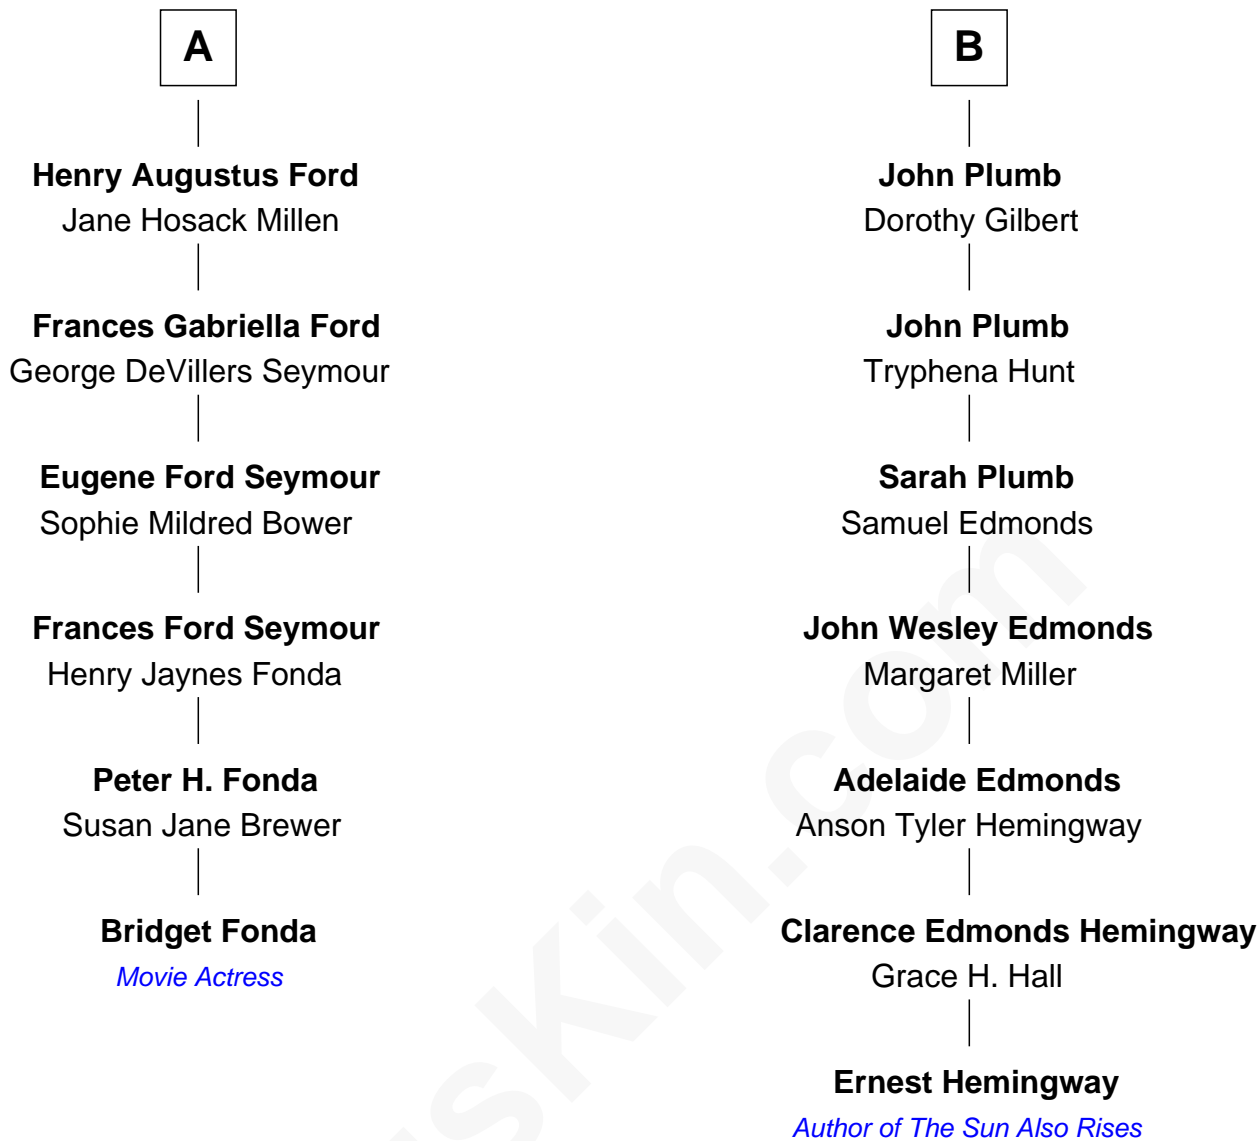 A
Henry Augustus Ford
Jane Hosack Millen
Frances Gabriella Ford
George DeVillers Seymour
Eugene Ford Seymour
Sophie Mildred Bower
Frances Ford Seymour
Henry Jaynes Fonda
Peter H. Fonda
Susan Jane Brewer
Bridget Fonda
Movie Actress
B
John Plumb
Dorothy Gilbert
John Plumb
Tryphena Hunt
Sarah Plumb
Samuel Edmonds
John Wesley Edmonds
Margaret Miller
Adelaide Edmonds
Anson Tyler Hemingway
Clarence Edmonds Hemingway
Grace H. Hall
Ernest Hemingway
Author of The Sun Also Rises